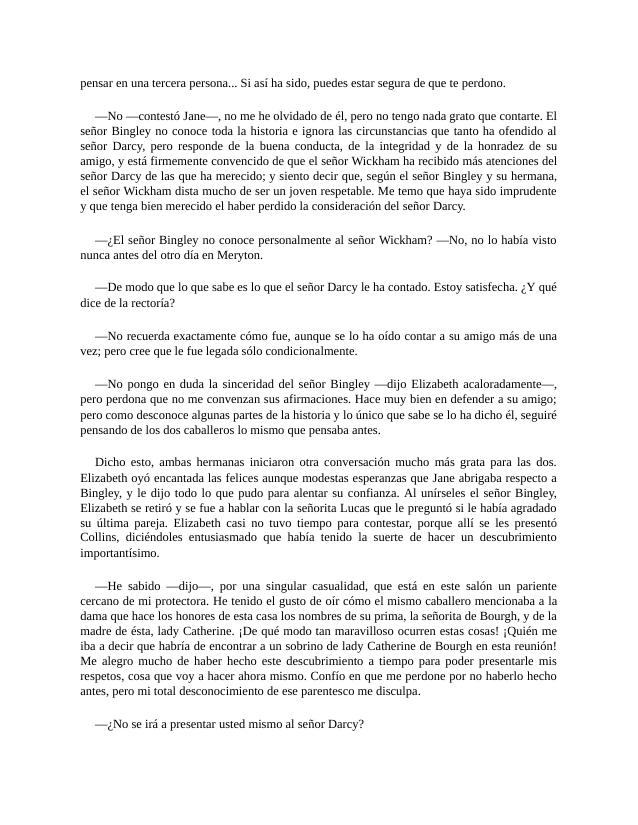 pensar en una tercera persona... Si así ha sido, puedes estar segura de que te perdono.
—No —contestó Jane—, no me he olvidado de él, pero no tengo nada grato que contarte. El
señor Bingley no conoce toda la historia e ignora las circunstancias que tanto ha ofendido al
señor Darcy, pero responde de la buena conducta, de la integridad y de la honradez de su
amigo, y está firmemente convencido de que el señor Wickham ha recibido más atenciones del
señor Darcy de las que ha merecido; y siento decir que, según el señor Bingley y su hermana,
el señor Wickham dista mucho de ser un joven respetable. Me temo que haya sido imprudente
y que tenga bien merecido el haber perdido la consideración del señor Darcy.
—¿El señor Bingley no conoce personalmente al señor Wickham? —No, no lo había visto
nunca antes del otro día en Meryton.
—De modo que lo que sabe es lo que el señor Darcy le ha contado. Estoy satisfecha. ¿Y qué
dice de la rectoría?
—No recuerda exactamente cómo fue, aunque se lo ha oído contar a su amigo más de una
vez; pero cree que le fue legada sólo condicionalmente.
—No pongo en duda la sinceridad del señor Bingley —dijo Elizabeth acaloradamente—,
pero perdona que no me convenzan sus afirmaciones. Hace muy bien en defender a su amigo;
pero como desconoce algunas partes de la historia y lo único que sabe se lo ha dicho él, seguiré
pensando de los dos caballeros lo mismo que pensaba antes.
Dicho esto, ambas hermanas iniciaron otra conversación mucho más grata para las dos.
Elizabeth oyó encantada las felices aunque modestas esperanzas que Jane abrigaba respecto a
Bingley, y le dijo todo lo que pudo para alentar su confianza. Al unírseles el señor Bingley,
Elizabeth se retiró y se fue a hablar con la señorita Lucas que le preguntó si le había agradado
su última pareja. Elizabeth casi no tuvo tiempo para contestar, porque allí se les presentó
Collins, diciéndoles entusiasmado que había tenido la suerte de hacer un descubrimiento
importantísimo.
—He sabido —dijo—, por una singular casualidad, que está en este salón un pariente
cercano de mi protectora. He tenido el gusto de oír cómo el mismo caballero mencionaba a la
dama que hace los honores de esta casa los nombres de su prima, la señorita de Bourgh, y de la
madre de ésta, lady Catherine. ¡De qué modo tan maravilloso ocurren estas cosas! ¡Quién me
iba a decir que habría de encontrar a un sobrino de lady Catherine de Bourgh en esta reunión!
Me alegro mucho de haber hecho este descubrimiento a tiempo para poder presentarle mis
respetos, cosa que voy a hacer ahora mismo. Confío en que me perdone por no haberlo hecho
antes, pero mi total desconocimiento de ese parentesco me disculpa.
—¿No se irá a presentar usted mismo al señor Darcy?